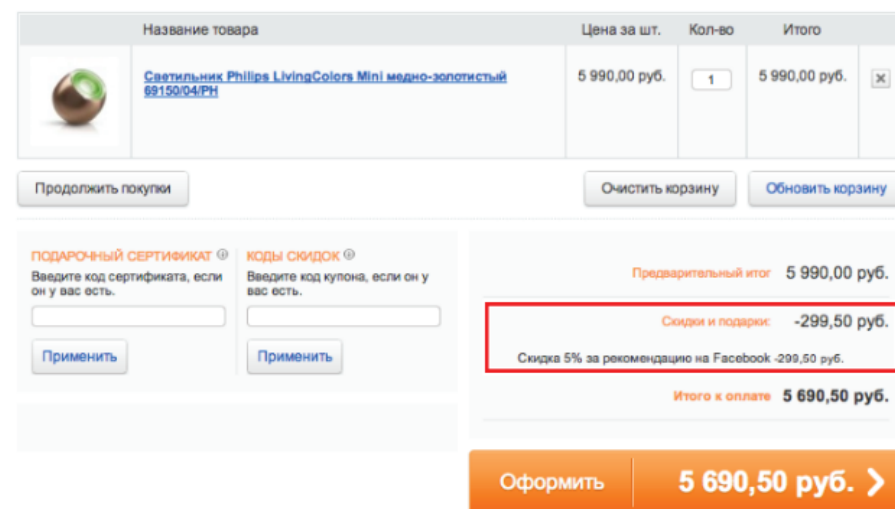 Название товара Цена за шт. Кол-во Итого
Светильник Philips LivingColors Mini медно-золотистый 5 990,00 руб. 1 5 990,00 руб.
69150/04/PH
Продолжить покупки Очистить корзину Обновить корзину
ПОДАРОЧНЫЙ СЕРТИФИКАТ
Введите код сертификата, если
он у вас есть.
Применить
КОДЫ СКИДОК
Введите код купона, если он у
вас есть.
Применить
Предварительный итог 5 990,00 руб.
Скидки и подарки: -299,50 руб.
Скидка 5% за рекомендацию на Facebook -299,50 руб.
Итого к оплате 5 690,50 руб.
Оформить 5 690,50 руб.